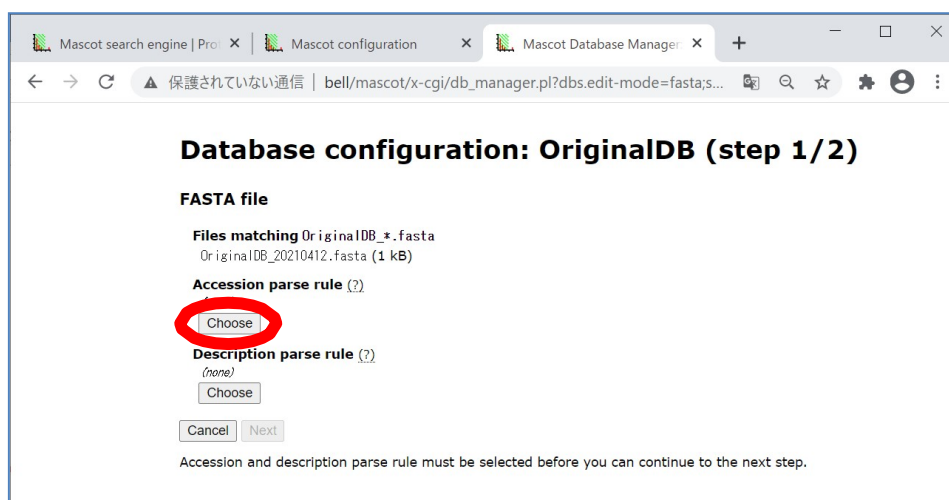 Mascot search engine | Pro
Mascot configuration
Mascot Database Manager
保護されていない通信 | bell/mascot/x-cgi/db_manager.pl?dbs.edit-mode=fasta;s...
Database configuration: OriginalDB (step 1/2)
FASTA file
Files matching OriginalDB_*.fasta
OriginalDB_20210412.fasta (1 kB)
Accession parse rule (?)
Choose
Description parse rule (?)
(none)
Choose
Cancel Next
Accession and description parse rule must be selected before you can continue to the next step.